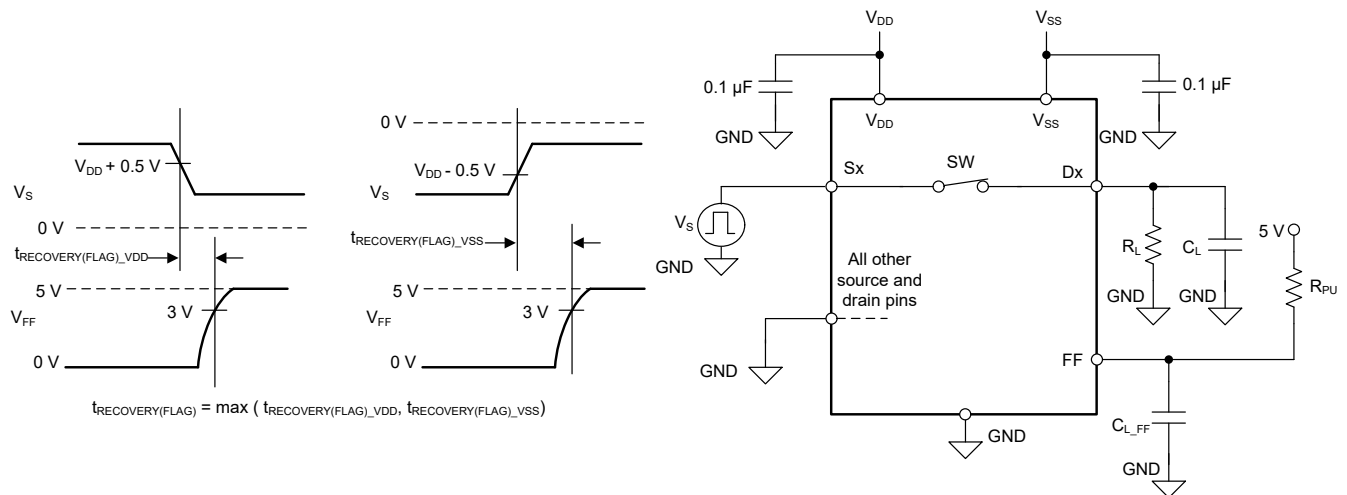 0 V
V_DD + 0.5 V
V_S
0 V
t_RECOVERY(FLAG)_VDD
5 V
3 V
V_FF
0 V
0 V
V_DD - 0.5 V
V_S
t_RECOVERY(FLAG)_VSS
5 V
3 V
V_FF
0 V
t_RECOVERY(FLAG) = max ( t_RECOVERY(FLAG)_VDD, t_RECOVERY(FLAG)_VSS)
V_DD
V_SS
0.1 µF
0.1 µF
GND
V_DD
V_SS
GND
Sx
SW
Dx
V_S
GND
R_L
C_L
5 V
R_PU
GND
GND
All other
source and
drain pins
GND
FF
GND
C_L_FF
GND